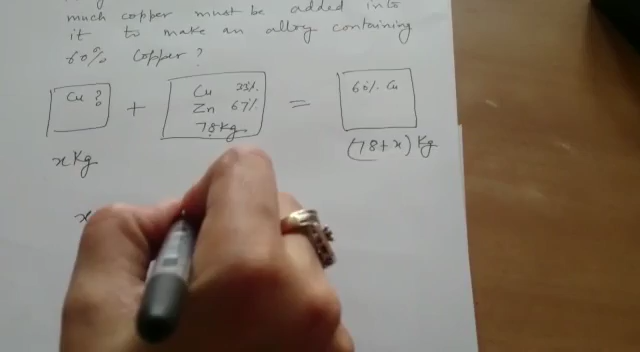 much copper must be added into
it to make an alloy containing
60% copper?
Cu ? + Cu 33% = 60% Cu
Zn 67%
78kg
x Kg (78+x) Kg
x